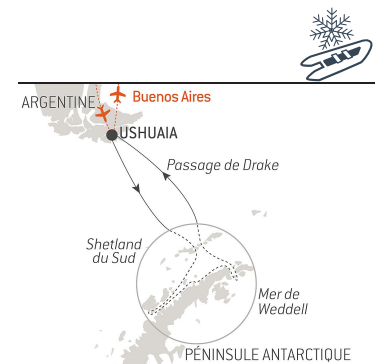 Buenos Aires
ARGENTINE
USHUAIA
Passage de Drake
Shetland
du Sud
Mer de
Weddell
PÉNINSULE ANTARCTIQUE